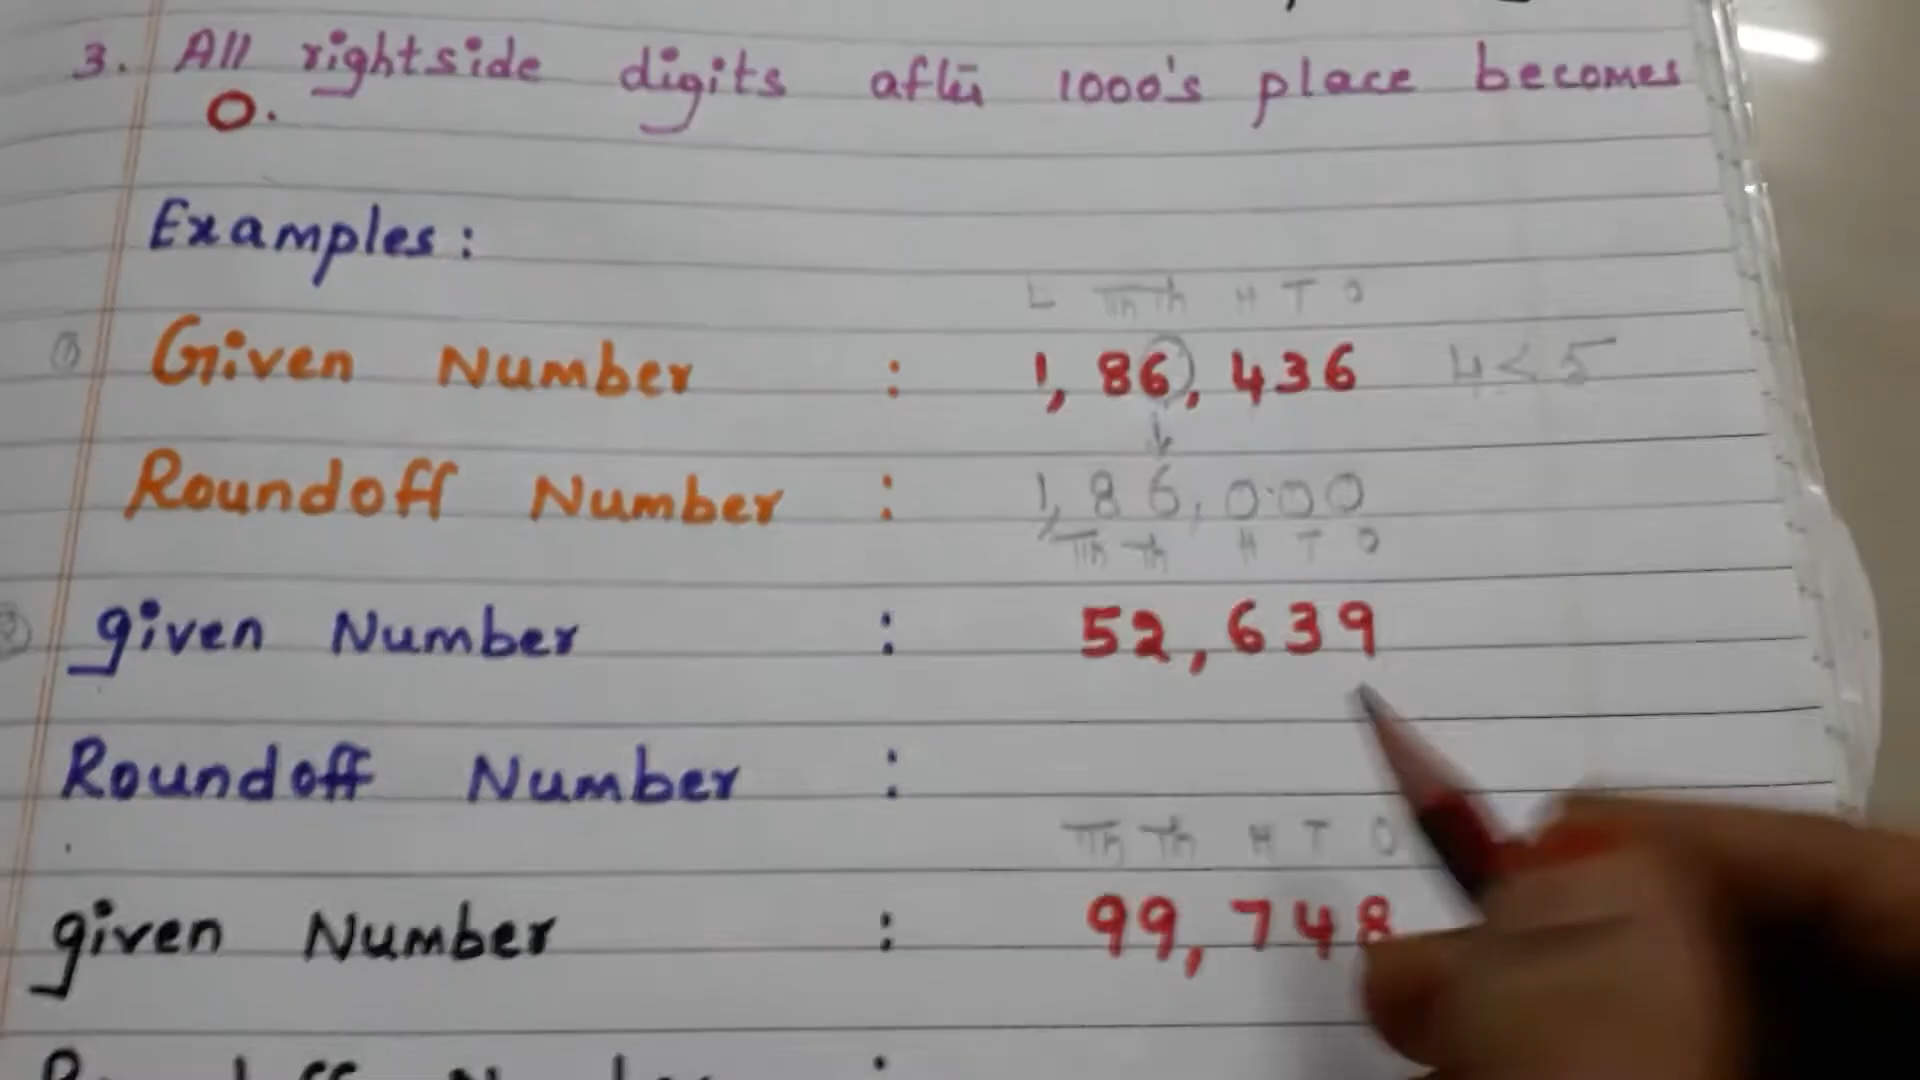 3. All rightside digits after 1000's place becomes
0.
Examples:
L TTh Th H T O
① Given Number : 1, 86, 436 4 < 5
Roundoff Number : 1, 86, 000
TTh Th H T O
② given Number : 52, 639
Roundoff Number :
TTh Th H T O
given Number : 99, 748